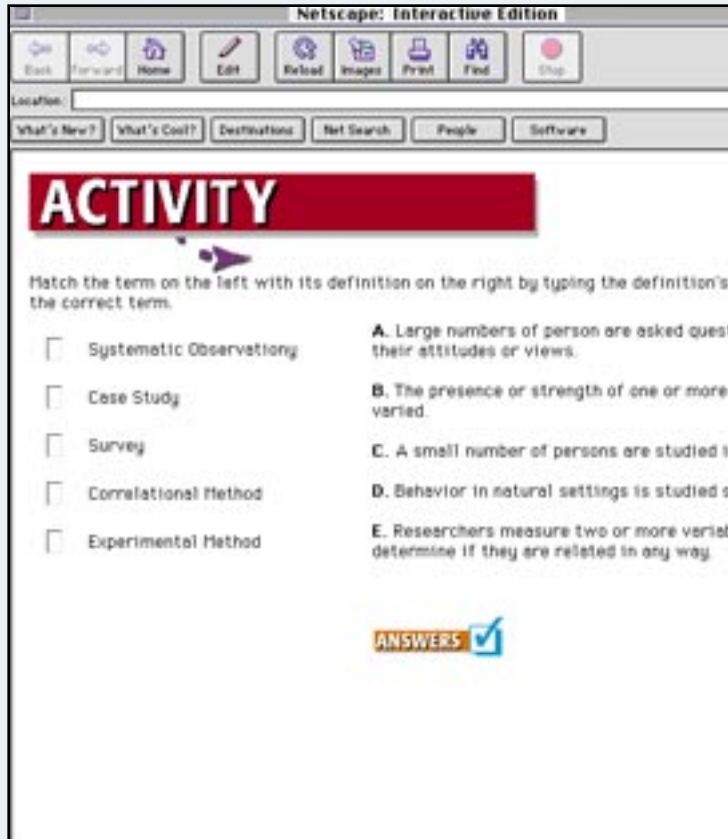 Netscape: Interactive Edition
Back Forward Home Edit Reload Images Print Find Stop
Location:
What's New? What's Cool? Destinations Net Search People Software
ACTIVITY
Match the term on the left with its definition on the right by typing the definition's
the correct term.
Systematic Observationy
Case Study
Survey
Correlational Method
Experimental Method
A. Large numbers of person are asked quest
their attitudes or views.
B. The presence or strength of one or more
varied.
C. A small number of persons are studied i
D. Behavior in natural settings is studied s
E. Researchers measure two or more variab
determine if they are related in any way.
ANSWERS